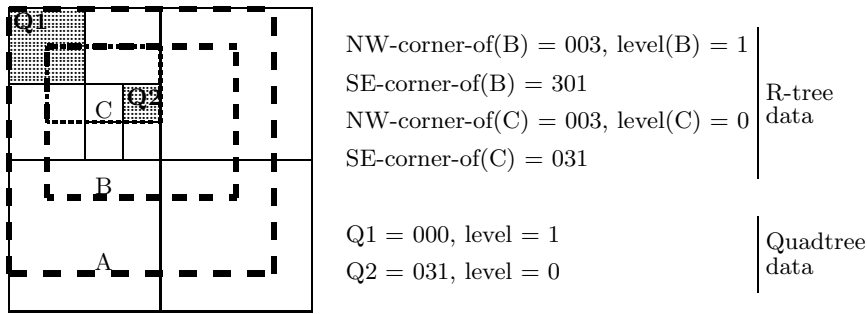 Q1
Q2
C
B
A
NW-corner-of(B) = 003, level(B) = 1
SE-corner-of(B) = 301
NW-corner-of(C) = 003, level(C) = 0
SE-corner-of(C) = 031
R-tree
data
Q1 = 000, level = 1
Q2 = 031, level = 0
Quadtree
data